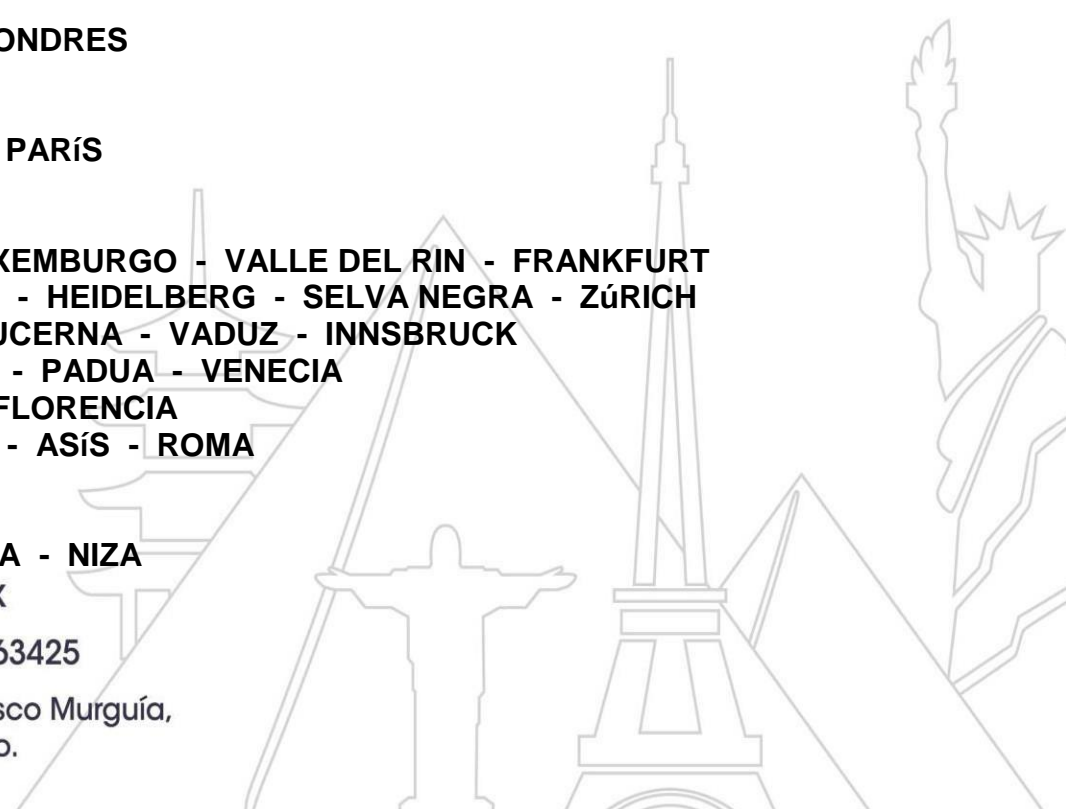 ONDRES
PARíS
XEMBURGO - VALLE DEL RIN - FRANKFURT
- HEIDELBERG - SELVA NEGRA - ZúRICH
UCERNA - VADUZ - INNSBRUCK
- PADUA - VENECIA
FLORENCIA
- ASíS - ROMA
A - NIZA
X
63425
sco Murguía,
o.